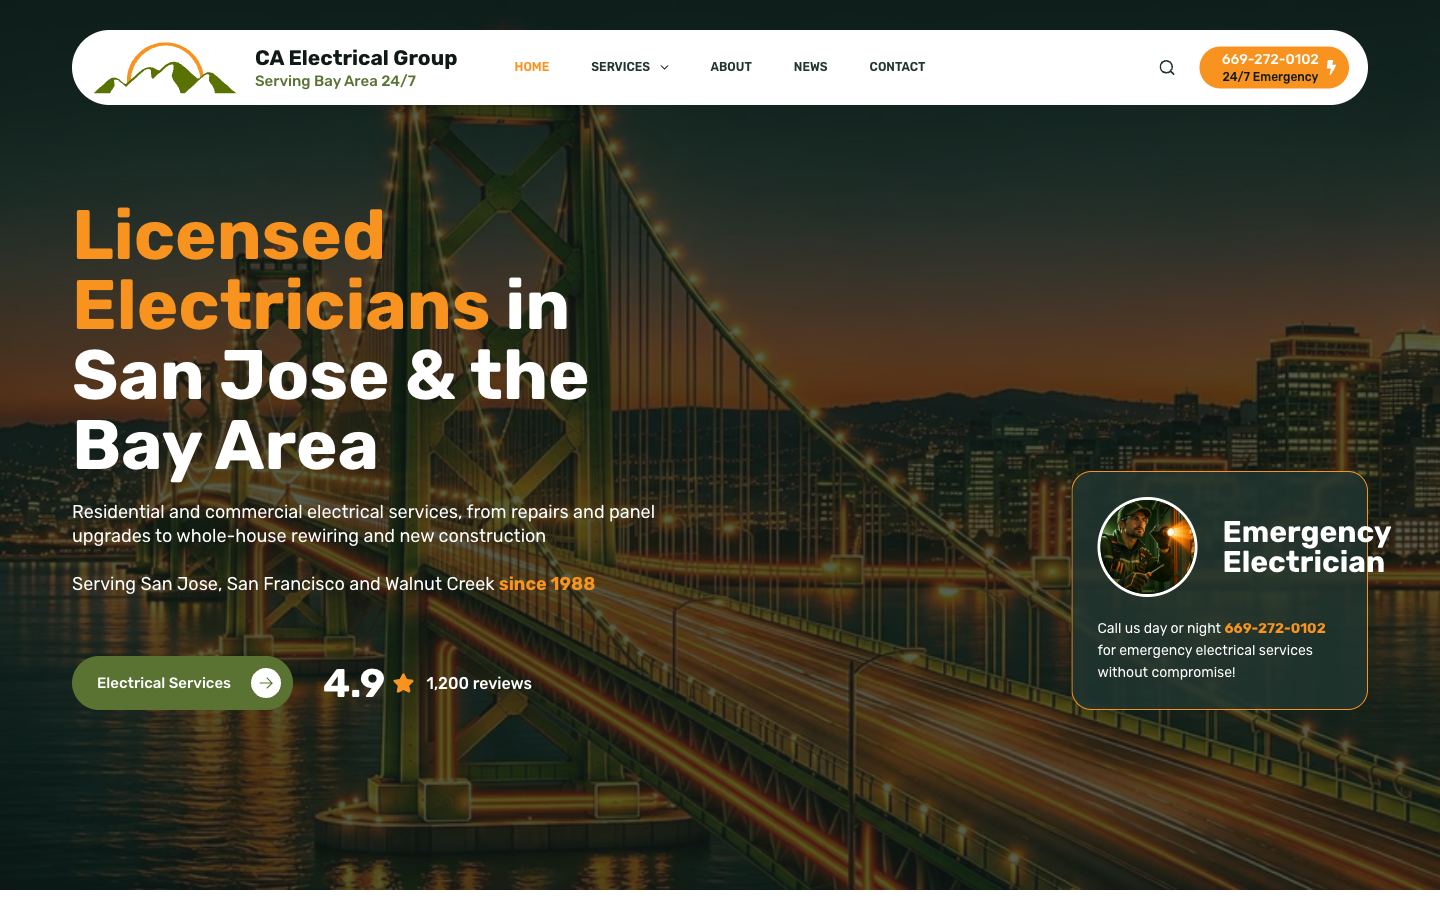 CA Electrical Group
Serving Bay Area 24/7
HOME
SERVICES
ABOUT
NEWS
CONTACT
669-272-0102
24/7 Emergency
Licensed
Electricians in
San Jose & the
Bay Area
Residential and commercial electrical services, from repairs and panel
upgrades to whole-house rewiring and new construction
Serving San Jose, San Francisco and Walnut Creek since 1988
Electrical Services
4.9
1,200 reviews
Emergency
Electrician
Call us day or night 669-272-0102
for emergency electrical services
without compromise!